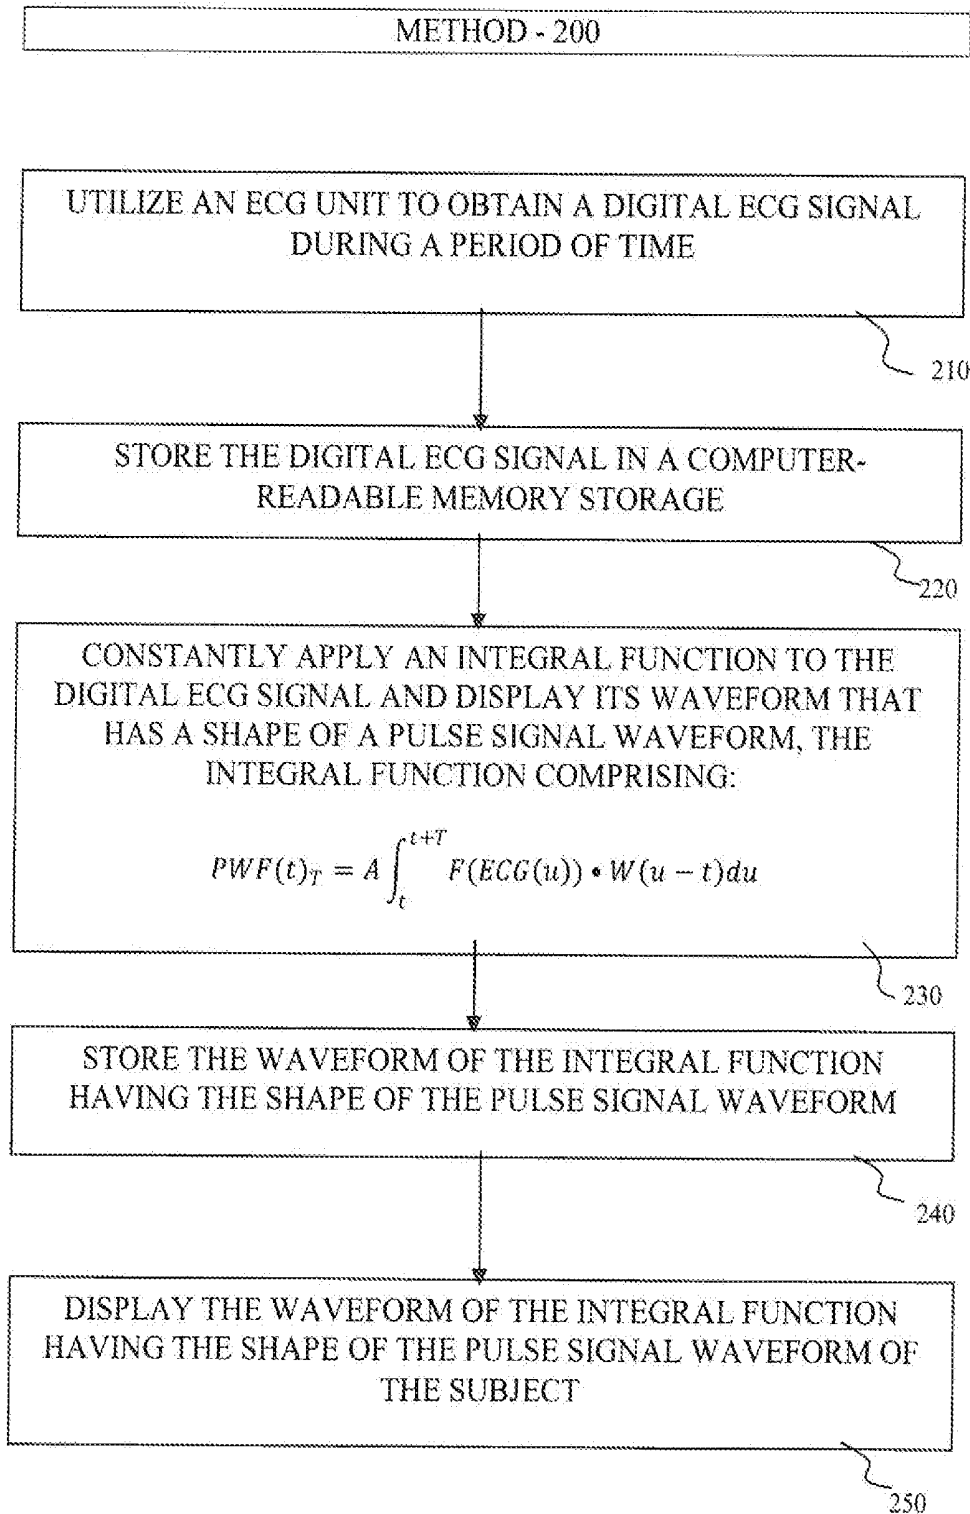 METHOD - 200
UTILIZE AN ECG UNIT TO OBTAIN A DIGITAL ECG SIGNAL
DURING A PERIOD OF TIME
210
STORE THE DIGITAL ECG SIGNAL IN A COMPUTER-
READABLE MEMORY STORAGE
220
CONSTANTLY APPLY AN INTEGRAL FUNCTION TO THE
DIGITAL ECG SIGNAL AND DISPLAY ITS WAVEFORM THAT
HAS A SHAPE OF A PULSE SIGNAL WAVEFORM, THE
INTEGRAL FUNCTION COMPRISING:
PWF(t)_T = A ∫_t^{t+T} F(ECG(u)) • W(u − t)du
230
STORE THE WAVEFORM OF THE INTEGRAL FUNCTION
HAVING THE SHAPE OF THE PULSE SIGNAL WAVEFORM
240
DISPLAY THE WAVEFORM OF THE INTEGRAL FUNCTION
HAVING THE SHAPE OF THE PULSE SIGNAL WAVEFORM OF
THE SUBJECT
250